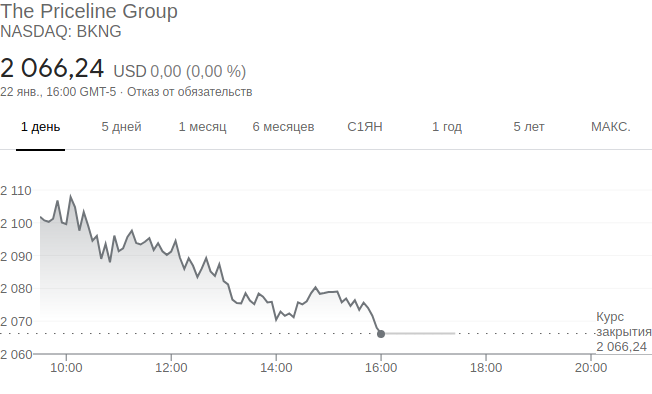 The Priceline Group
NASDAQ: BKNG
2 066,24 USD 0,00 (0,00 %)
22 янв., 16:00 GMT-5 · Отказ от обязательств
1 день 5 дней 1 месяц 6 месяцев С1ЯН 1 год 5 лет МАКС.
2 110
2 100
2 090
2 080
2 070
2 060
Курс
закрытия
2 066,24
10:00 12:00 14:00 16:00 18:00 20:00